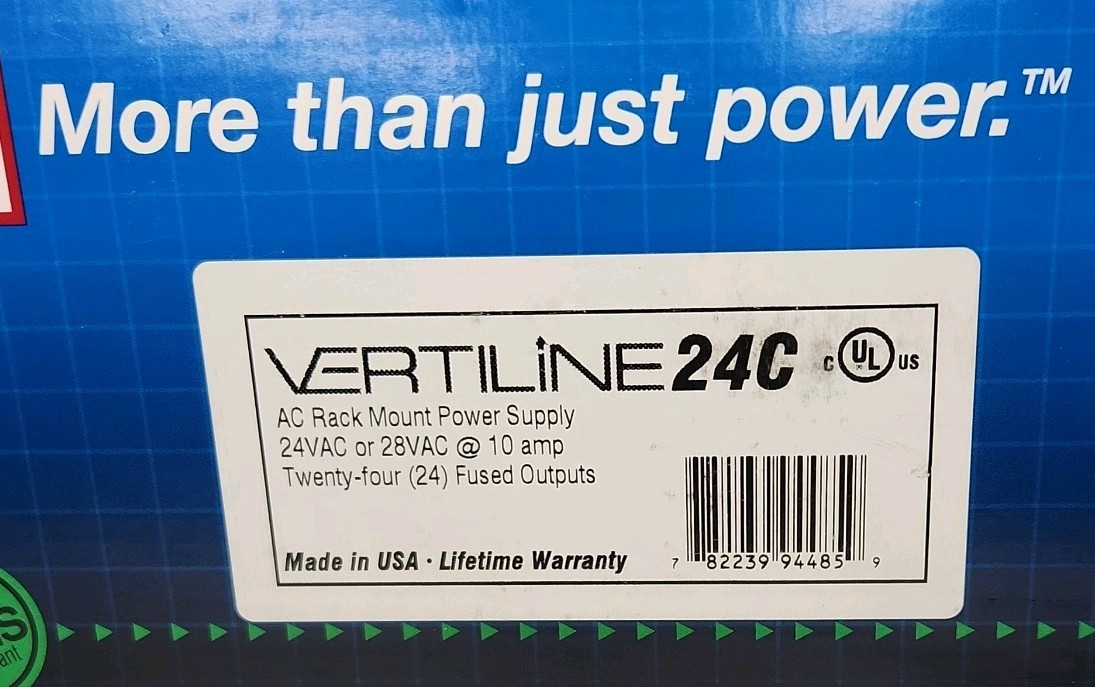 More than just power.™
VERTILINE 24C
C UL US
AC Rack Mount Power Supply
24VAC or 28VAC @ 10 amp
Twenty-four (24) Fused Outputs
Made in USA · Lifetime Warranty
7 82239 94485 9